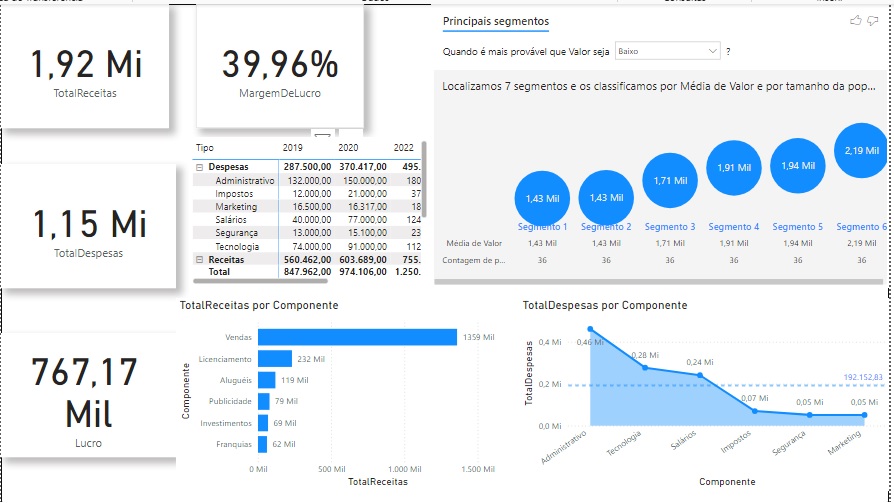 1,92 Mi
TotalReceitas
39,96%
MargemDeLucro
1,15 Mi
TotalDespesas
767,17
Mil
Lucro
Tipo 2019 2020 2022
Despesas 287.500,00 370.417,00 495.
Administrativo 132.000,00 150.000,00 180
Impostos 12.000,00 21.000,00 37
Marketing 16.500,00 16.317,00 18
Salários 40.000,00 77.000,00 124
Segurança 13.000,00 15.100,00 23
Tecnologia 74.000,00 91.000,00 112
Receitas 560.462,00 603.689,00 755.
Total 847.962,00 974.106,00 1.250.
Principais segmentos
Quando é mais provável que Valor seja Baixo ?
Localizamos 7 segmentos e os classificamos por Média de Valor e por tamanho da pop...
1,43 Mil 1,43 Mil 1,71 Mil 1,91 Mil 1,94 Mil 2,19 Mil
Segmento 1 Segmento 2 Segmento 3 Segmento 4 Segmento 5 Segmento 6
Média de Valor 1,43 Mil 1,43 Mil 1,71 Mil 1,91 Mil 1,94 Mil 2,19 Mil
Contagem de p... 36 36 36 36 36 36
TotalReceitas por Componente
Componente
Vendas 1359 Mil
Licenciamento 232 Mil
Aluguéis 119 Mil
Publicidade 79 Mil
Investimentos 69 Mil
Franquias 62 Mil
0 Mil 500 Mil 1.000 Mil 1.500 Mil
TotalReceitas
TotalDespesas por Componente
TotalDespesas
0,4 Mi
0,2 Mi
0,0 Mi
0,46 Mi 0,28 Mi 0,24 Mi 0,07 Mi 0,05 Mi 0,05 Mi
192.152,83
Administrativo Tecnologia Salários Impostos Segurança Marketing
Componente